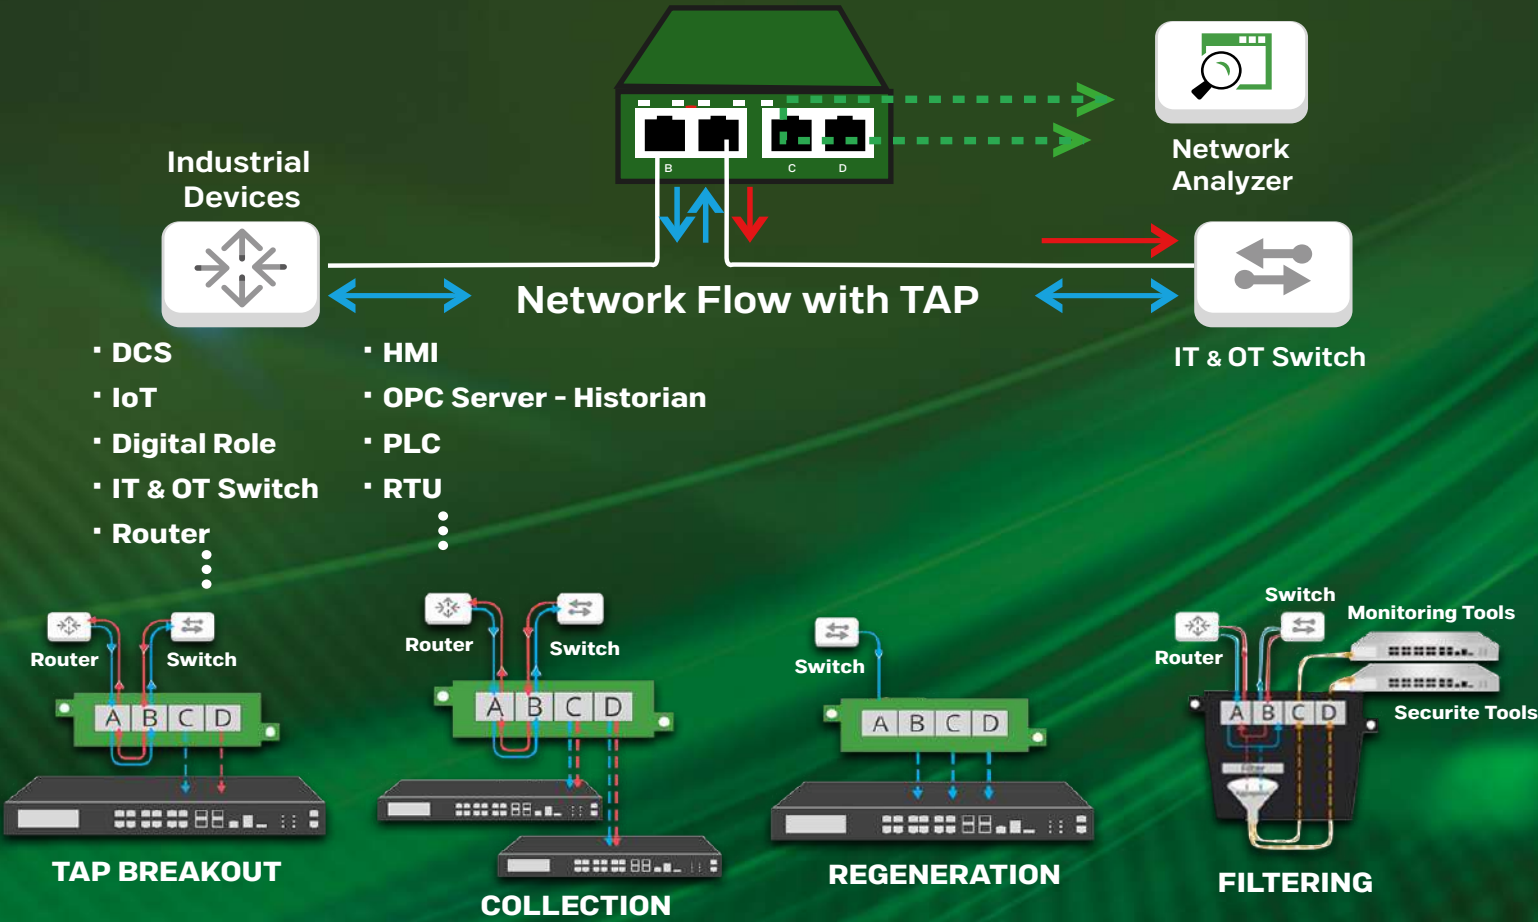 B
C
D
Industrial
Devices
Network
Analyzer
Network Flow with TAP
IT & OT Switch
· DCS
· IoT
· Digital Role
· IT & OT Switch
· Router
· HMI
· OPC Server - Historian
· PLC
· RTU
Router
Switch
A B C D
TAP BREAKOUT
Router
Switch
A B C D
COLLECTION
Switch
A B C D
REGENERATION
Switch
Router
Monitoring Tools
Securite Tools
A B C D
Filter
FILTERING